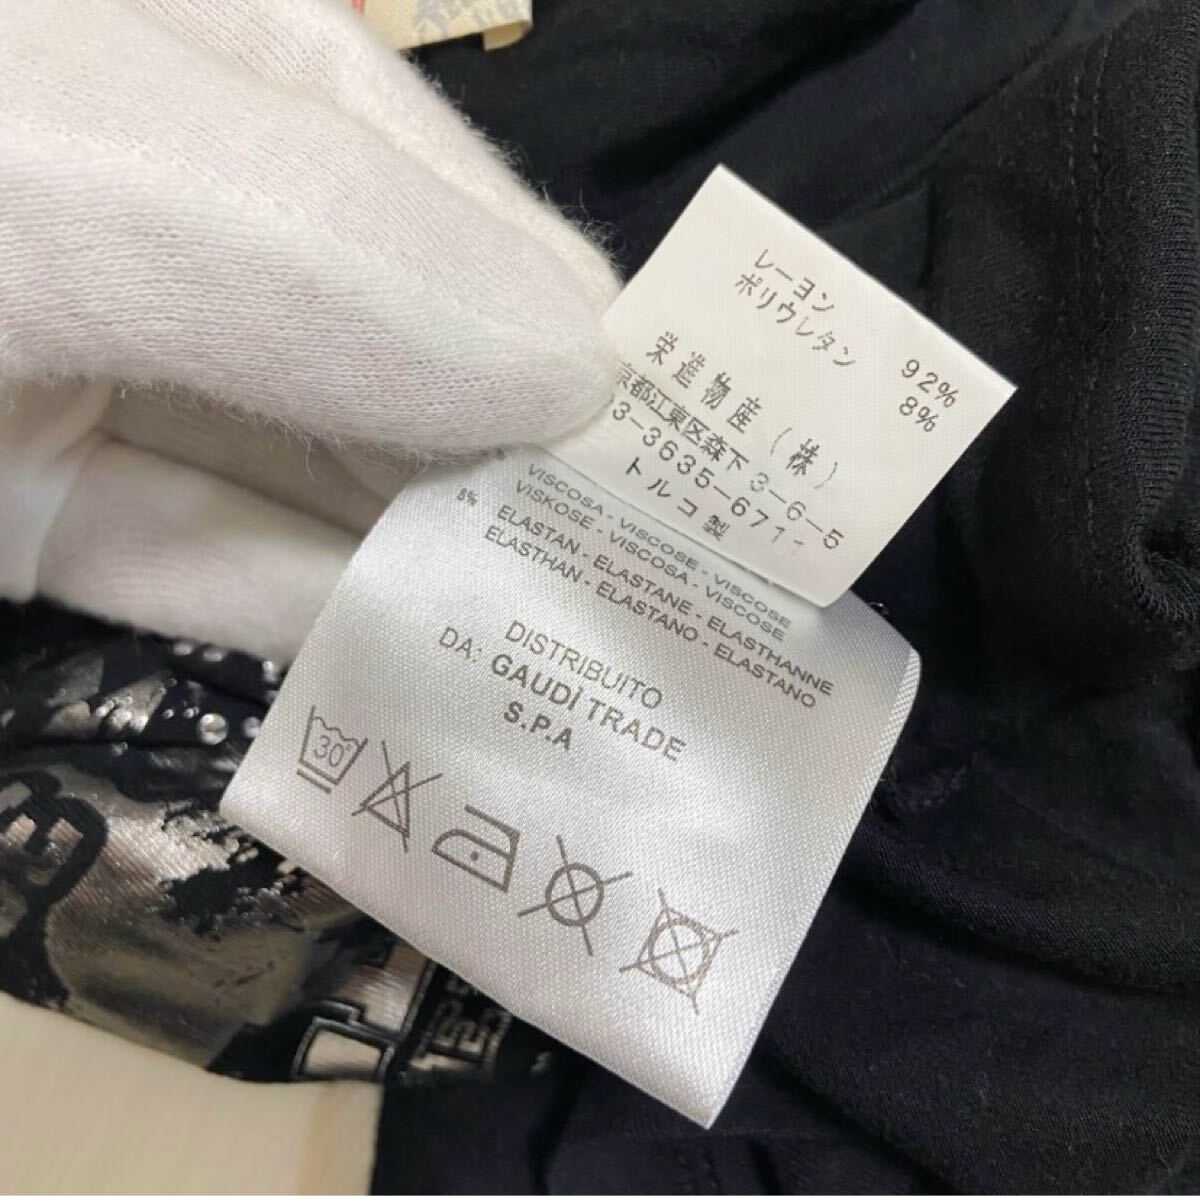 レーヨン 92%
ポリウレタン 8%
栄進物産(株)
京都江東区森下3-6-5
3-3635-6711
トルコ製
VISCOSA - VISCOSE - VISCOSE
VISKOSE - VISCOSA - VISCOSE
8% ELASTAN - ELASTANE - ELASTHANNE
ELASTHAN - ELASTANO - ELASTANO
DISTRIBUITO
DA: GAUDÌ TRADE
S.P.A
30°